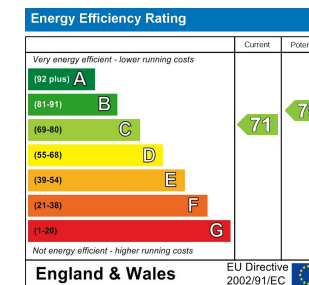 Energy Efficiency Rating
Current
Very energy efficient - lower running costs
(92 plus) A
(81-91) B
(69-80) C
71
(55-68) D
(39-54) E
(21-38) F
(1-20) G
Not energy efficient - higher running costs
England & Wales
EU Directive
2002/91/EC